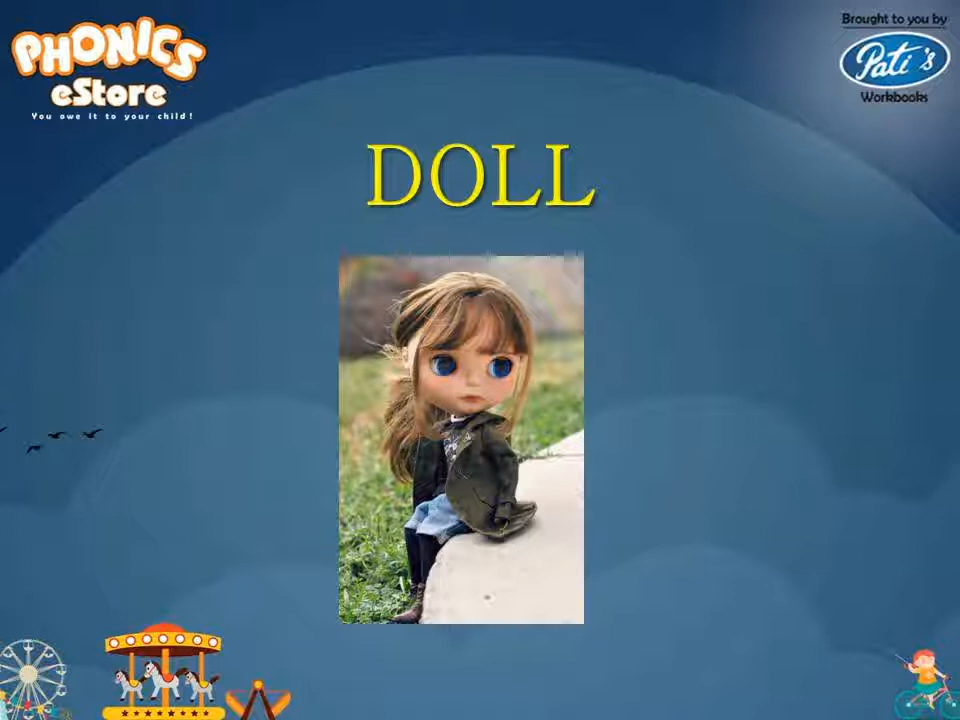 PHONICS
eStore
You owe it to your child!
Brought to you by
Pati's
Workbooks
DOLL